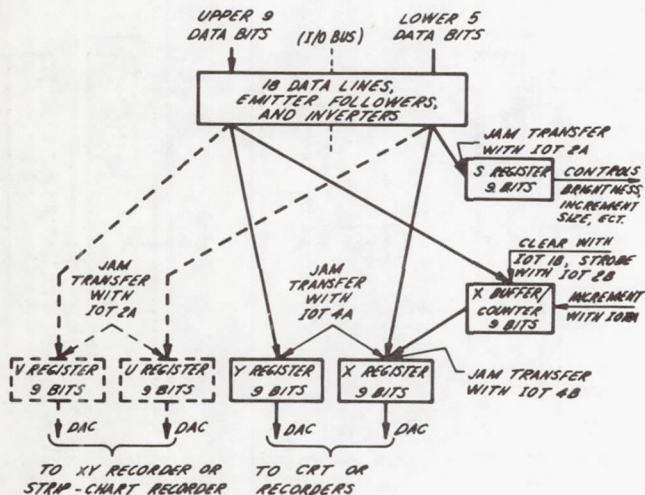 UPPER 9
DATA BITS
(I/O BUS)
LOWER 5
DATA BITS
18 DATA LINES,
EMITTER FOLLOWERS,
AND INVERTERS
JAM TRANSFER
WITH IOT 2A
S REGISTER
9 BITS
CONTROLS
BRIGHTNESS,
INCREMENT
SIZE, ECT.
CLEAR WITH
IOT 1B, STROBE
WITH IOT 2B
X BUFFER/
COUNTER
9 BITS
INCREMENT
WITH
JAM
TRANSFER
WITH
IOT 2A
JAM
TRANSFER
WITH
IOT 4A
V REGISTER
9 BITS
U REGISTER
9 BITS
Y REGISTER
9 BITS
X REGISTER
9 BITS
JAM TRANSFER
WITH IOT 4B
DAC
DAC
DAC
DAC
TO XY RECORDER OR
STRIP-CHART RECORDER
TO CRT OR
RECORDERS